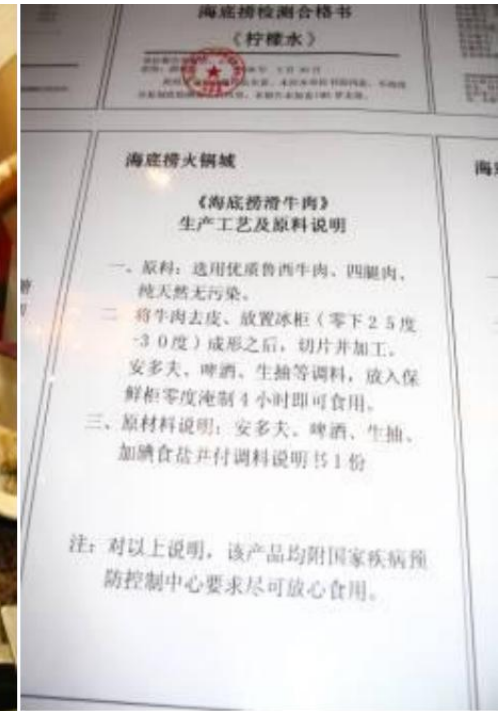 海底捞检测合格书
《柠檬水》
海底捞火锅城
《海底捞滑牛肉》
生产工艺及原料说明
一、原料：选用优质鲁西牛肉、四腿肉、
纯天然无污染。
二 将牛肉去皮、放置冰柜（零下25度
-30度）成形之后，切片并加工。
安多夫、啤酒、生抽等调料，放入保
鲜柜零度淹制4小时即可食用。
三、原材料说明：安多夫、啤酒、生抽、
加碘食盐并付调料说明书1份
注：对以上说明，该产品均附国家疾病预
防控制中心要求尽可放心食用。